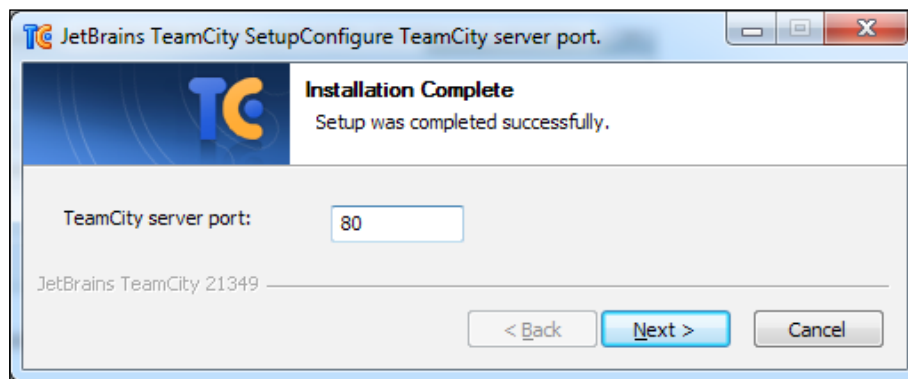 TC JetBrains TeamCity SetupConfigure TeamCity server port.
TC
Installation Complete
Setup was completed successfully.
TeamCity server port: 80
JetBrains TeamCity 21349
< Back Next > Cancel